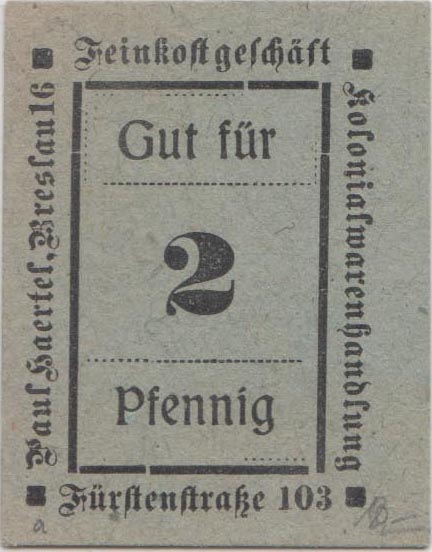 Feinkostgeschäft
Paul Haertel, Breslau 16
Kolonialwarenhandlung
Gut für
2
Pfennig
Fürstenstraße 103
a